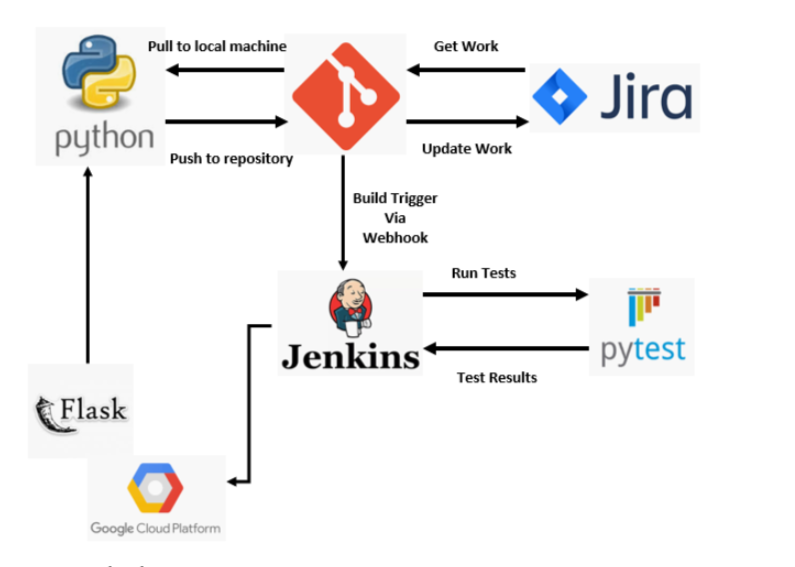 Pull to local machine
Get Work
python
Jira
Push to repository
Update Work
Build Trigger
Via
Webhook
Run Tests
Jenkins
pytest
Test Results
Flask
Google Cloud Platform